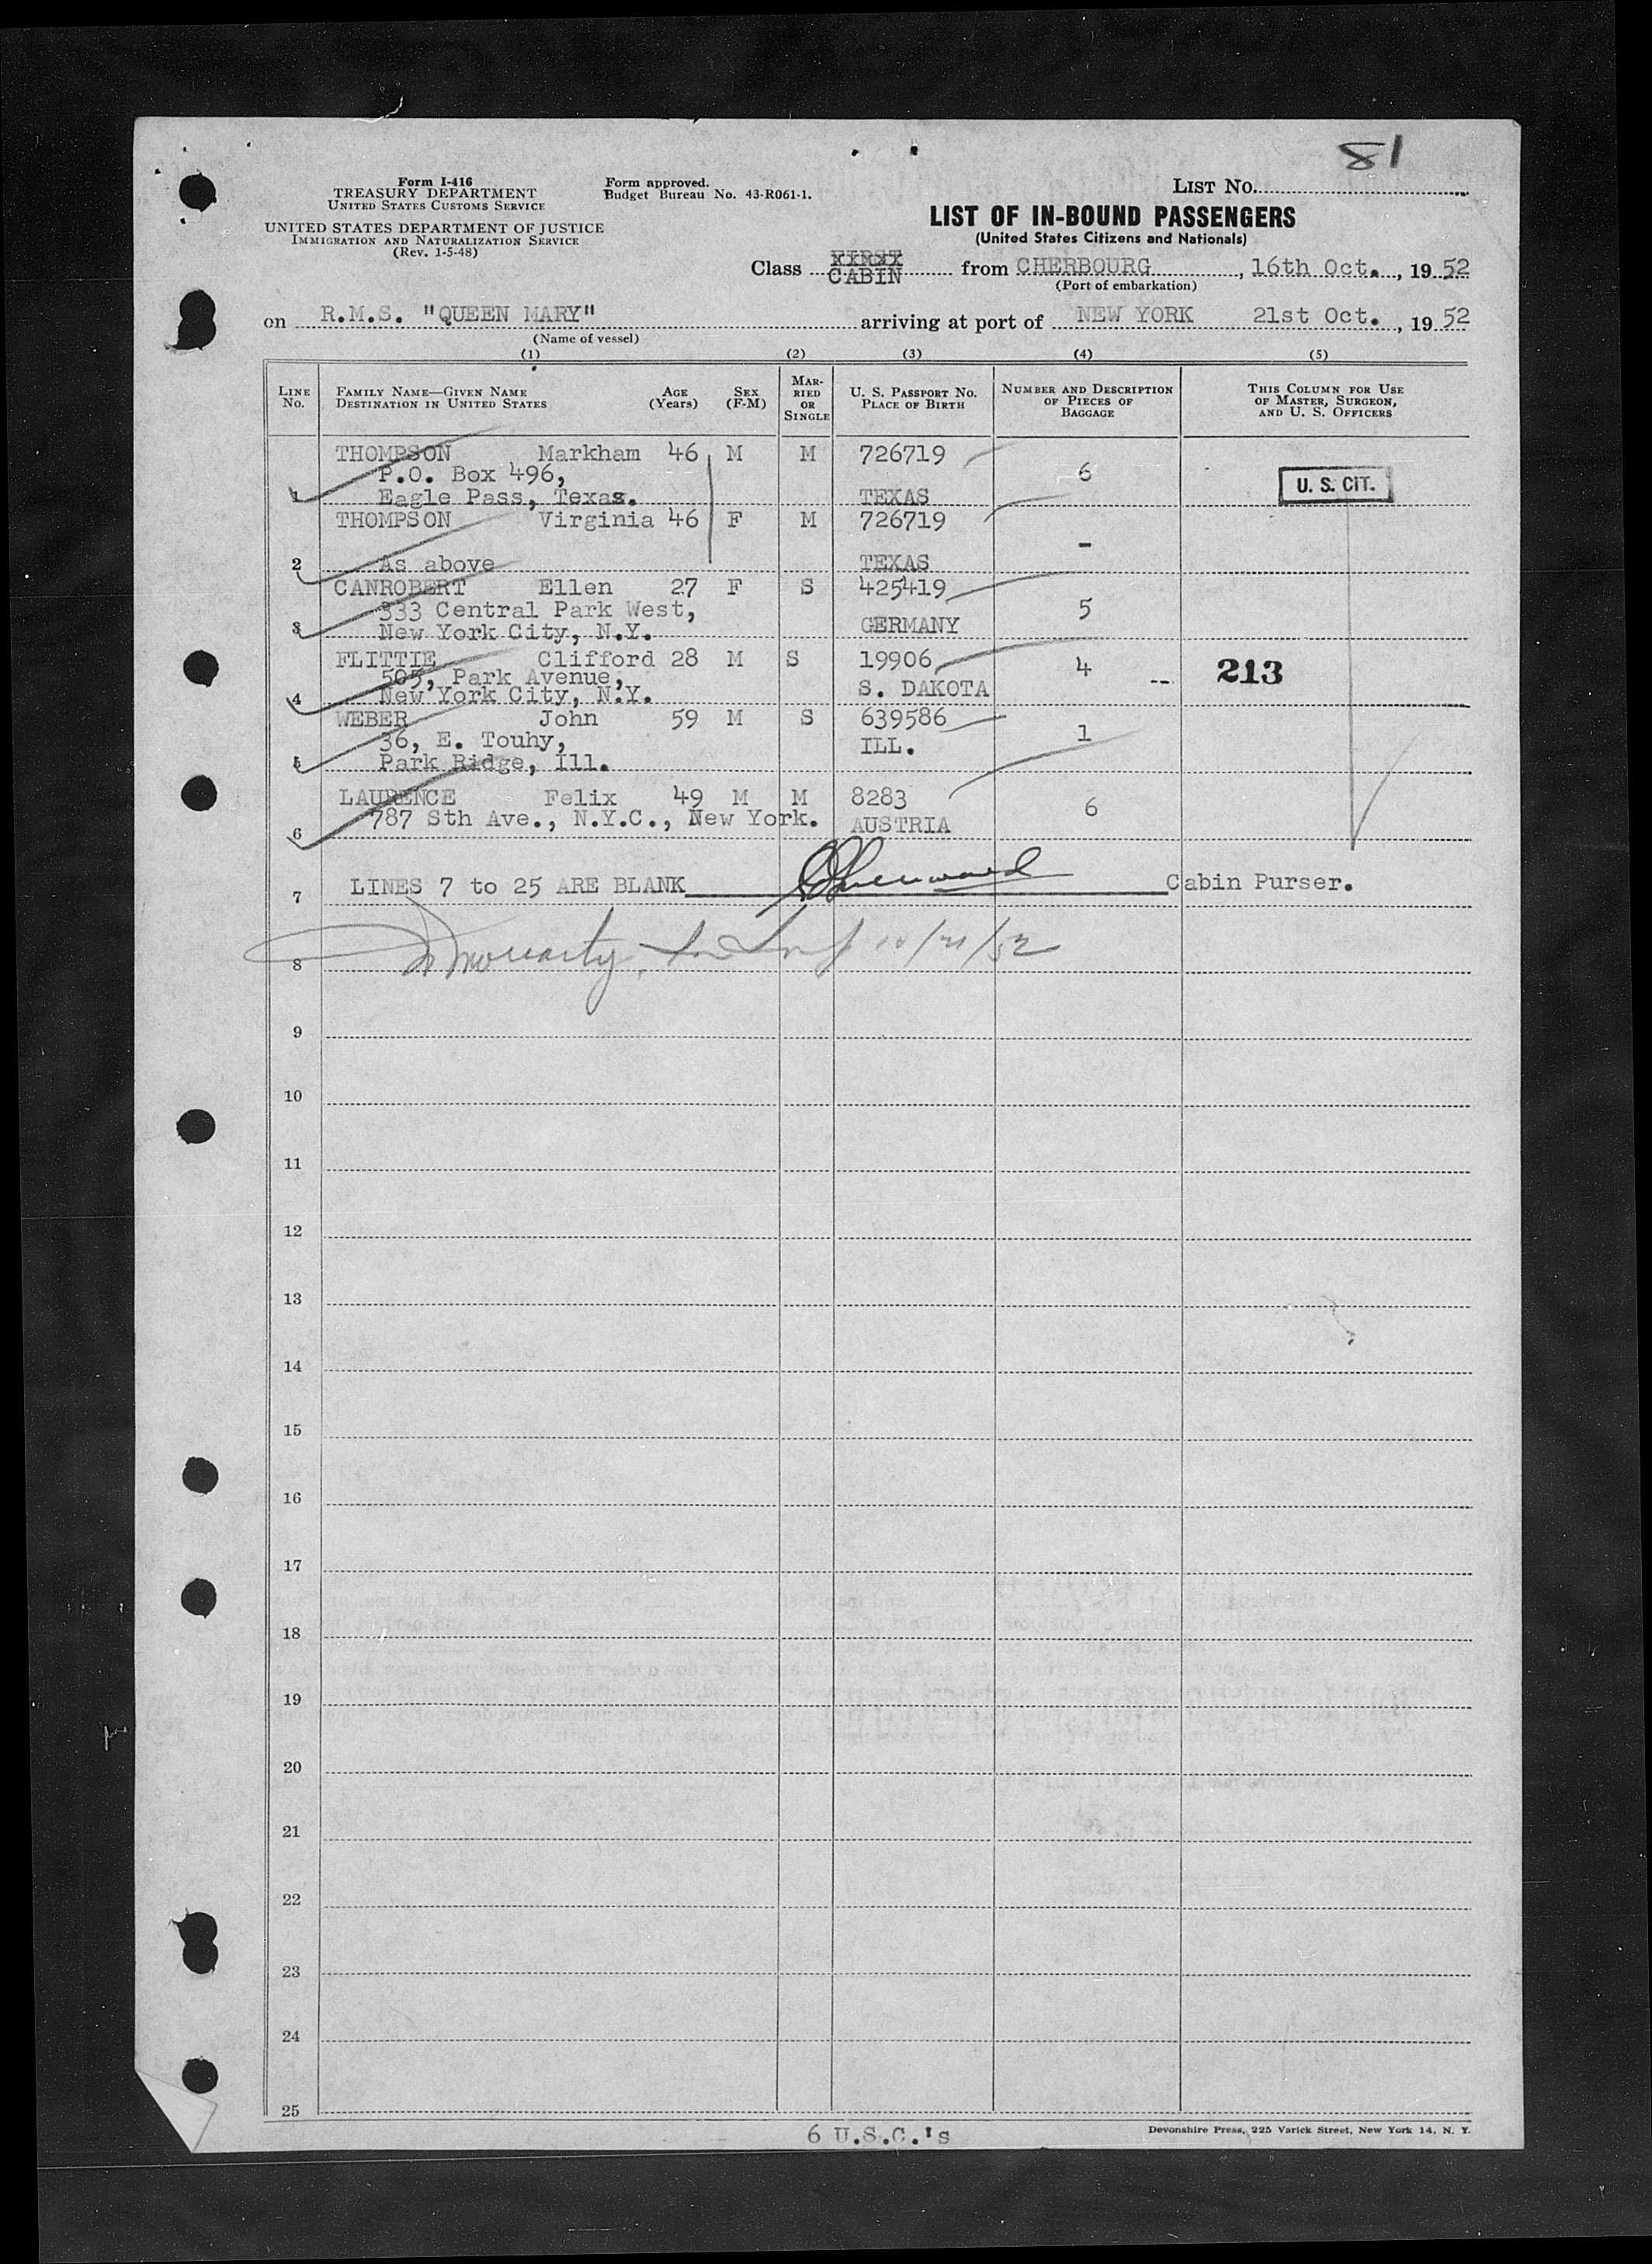 81
Form I-416
TREASURY DEPARTMENT
UNITED STATES CUSTOMS SERVICE
UNITED STATES DEPARTMENT OF JUSTICE
IMMIGRATION AND NATURALIZATION SERVICE
(Rev. 1-5-48)
Form approved.
Budget Bureau No. 43-R061-1.
LIST NO.
LIST OF IN-BOUND PASSENGERS
(United States Citizens and Nationals)
FIRST
Class CABIN from CHERBOURG, 16th Oct., 1952
(Port of embarkation)
on R.M.S. "QUEEN MARY" arriving at port of NEW YORK 21st Oct., 1952
(Name of vessel)
(1) (2) (3) (4) (5)
LINE NO. FAMILY NAME—GIVEN NAME DESTINATION IN UNITED STATES AGE (Years) SEX (F-M) MARRIED OR SINGLE U. S. PASSPORT NO. PLACE OF BIRTH NUMBER AND DESCRIPTION OF PIECES OF BAGGAGE THIS COLUMN FOR USE OF MASTER, SURGEON, AND U. S. OFFICERS
THOMPSON Markham 46 M M 726719
P.O. Box 496, 6 U. S. CIT.
1 Eagle Pass, Texas. TEXAS
THOMPSON Virginia 46 F M 726719
-
2 As above TEXAS
CANROBERT Ellen 27 F S 425419
333 Central Park West, 5
3 New York City, N.Y. GERMANY
FLITTIE Clifford 28 M S 19906
505, Park Avenue, 4 -- 213
4 New York City, N.Y. S. DAKOTA
WEBER John 59 M S 639586
36, E. Touhy, ILL. 1
5 Park Ridge, Ill.
LAURENCE Felix 49 M M 8283
787 Sth Ave., N.Y.C., New York. AUSTRIA 6
6
7 LINES 7 to 25 ARE BLANK Cabin Purser.
8 Moriarty, 10/21/52
9
10
11
12
13
14
15
16
17
18
19
20
21
22
23
24
25
6 U.S.C.'s
Devonshire Press, 225 Varick Street, New York 14, N. Y.